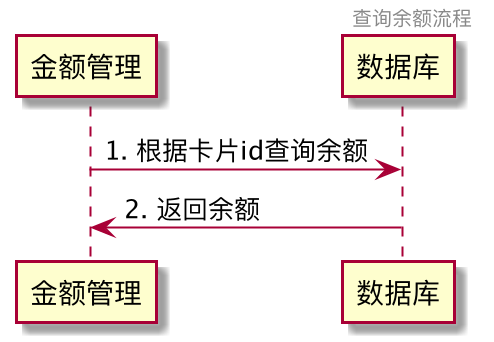 查询余额流程
金额管理
数据库
1. 根据卡片id查询余额
2. 返回余额
金额管理
数据库